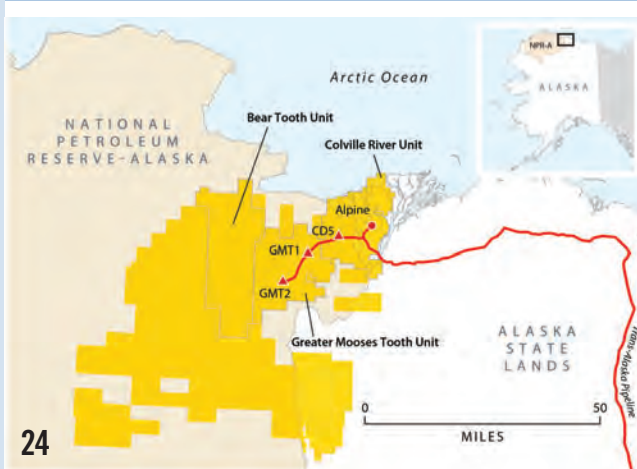 NPR-A
ALASKA
Arctic Ocean
NATIONAL
PETROLEUM
RESERVE-ALASKA
Bear Tooth Unit
Colville River Unit
Alpine
CD5
GMT1
GMT2
Greater Mooses Tooth Unit
ALASKA
STATE
LANDS
Trans-Alaska Pipeline
0 50
MILES
24